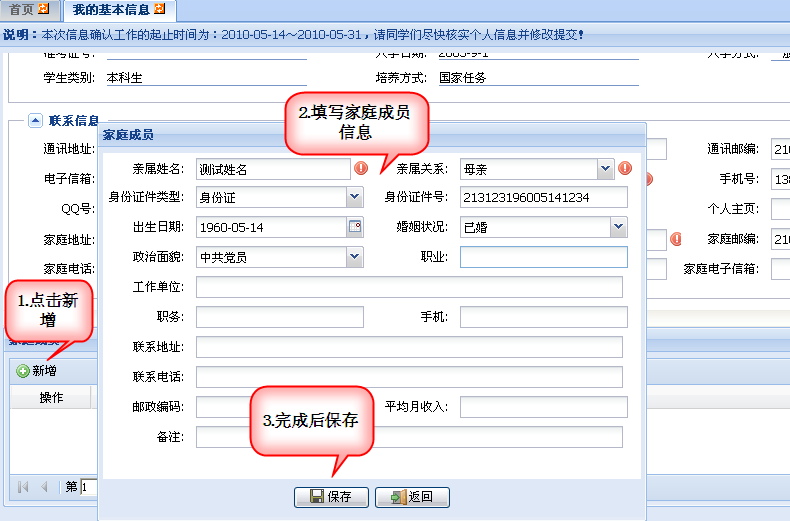 首页 我的基本信息
说明：本次信息确认工作的起止时间为：2010-05-14～2010-05-31，请同学们尽快核实个人信息并修改提交！
准考证号: 入学日期: 2005-9-1 入学方式:
学生类别: 本科生 培养方式: 国家任务
联系信息
通讯地址: 通讯邮编: 210
电子信箱: 手机号: 138
QQ号: 个人主页:
家庭地址: 家庭邮编: 210
家庭电话: 家庭电子信箱:
家庭成员
新增
操作
第 1
家庭成员
亲属姓名: 测试姓名 亲属关系: 母亲
身份证件类型: 身份证 身份证件号: 213123196005141234
出生日期: 1960-05-14 婚姻状况: 已婚
政治面貌: 中共党员 职业:
工作单位:
职务: 手机:
联系地址:
联系电话:
邮政编码: 平均月收入:
备注:
保存 返回
1.点击新
增
2.填写家庭成员
信息
3.完成后保存